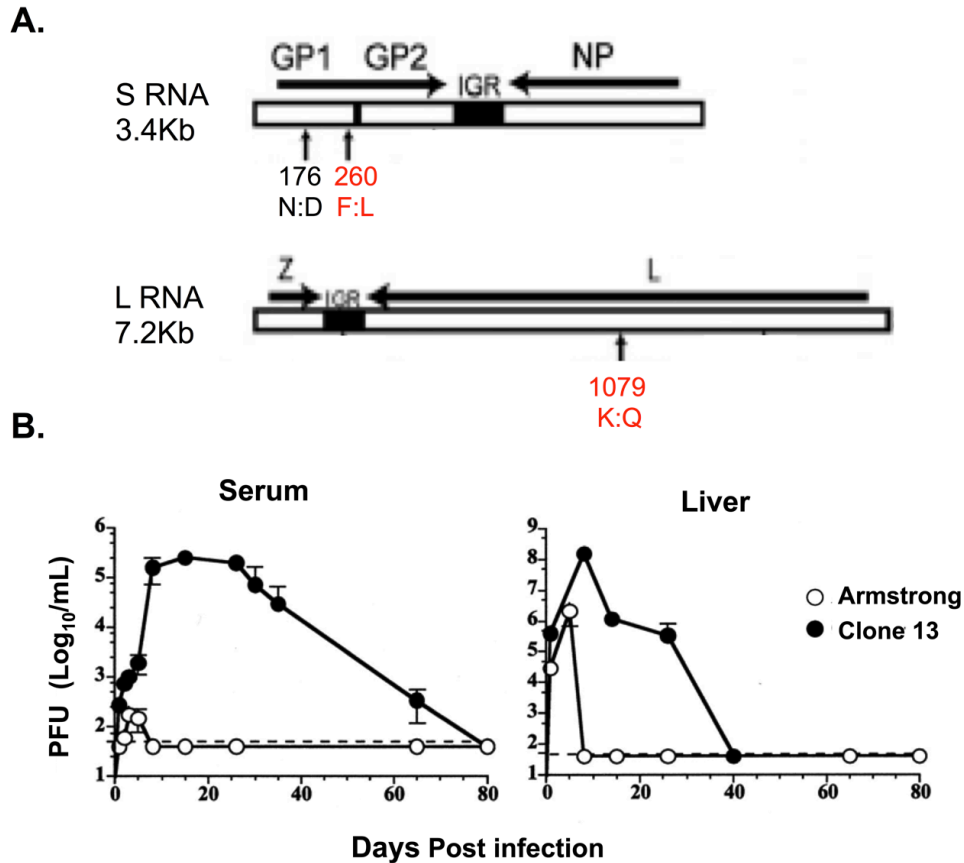 A.
GP1 GP2 IGR NP
S RNA
3.4Kb
176 260
N:D F:L
Z IGR L
L RNA
7.2Kb
1079
K:Q
B.
Serum Liver
PFU (Log10/mL)
6
5
4
3
2
1
0 20 40 60 80
9
8
7
6
5
4
3
2
1
0 20 40 60 80
Armstrong
Clone 13
Days Post infection